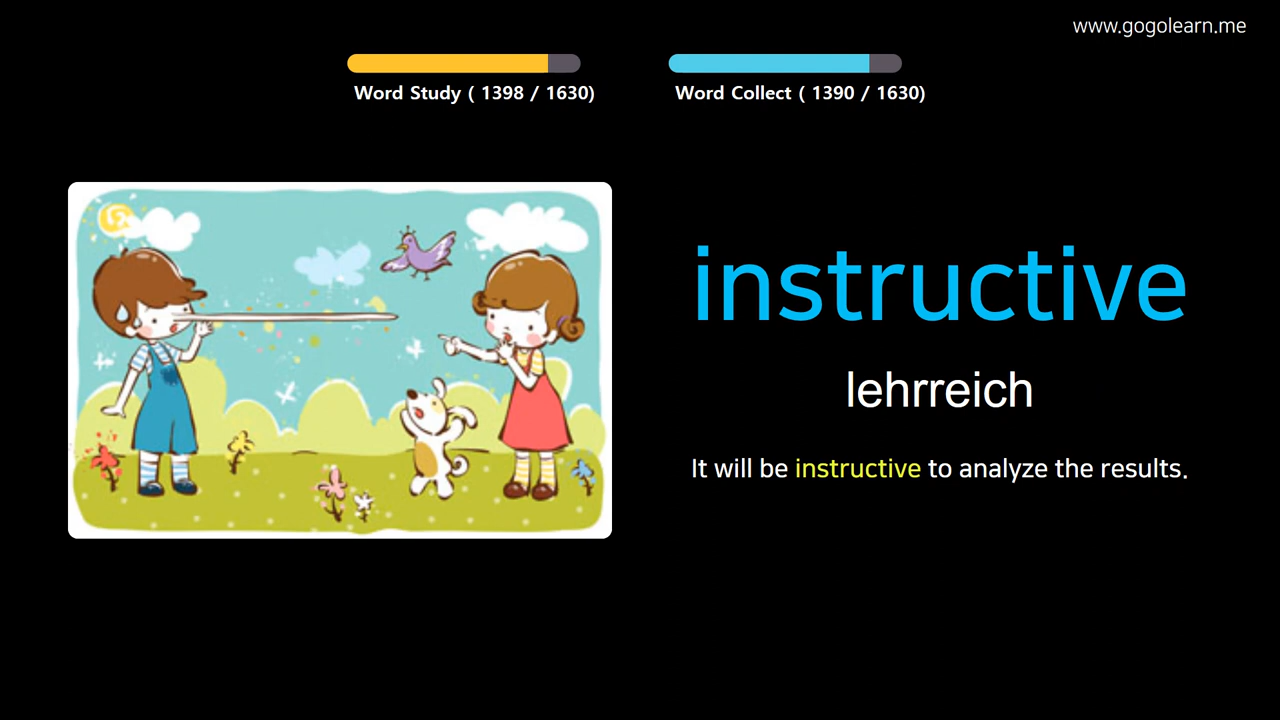 www.gogolearn.me
Word Study ( 1398 / 1630)
Word Collect ( 1390 / 1630)
instructive
lehrreich
It will be instructive to analyze the results.